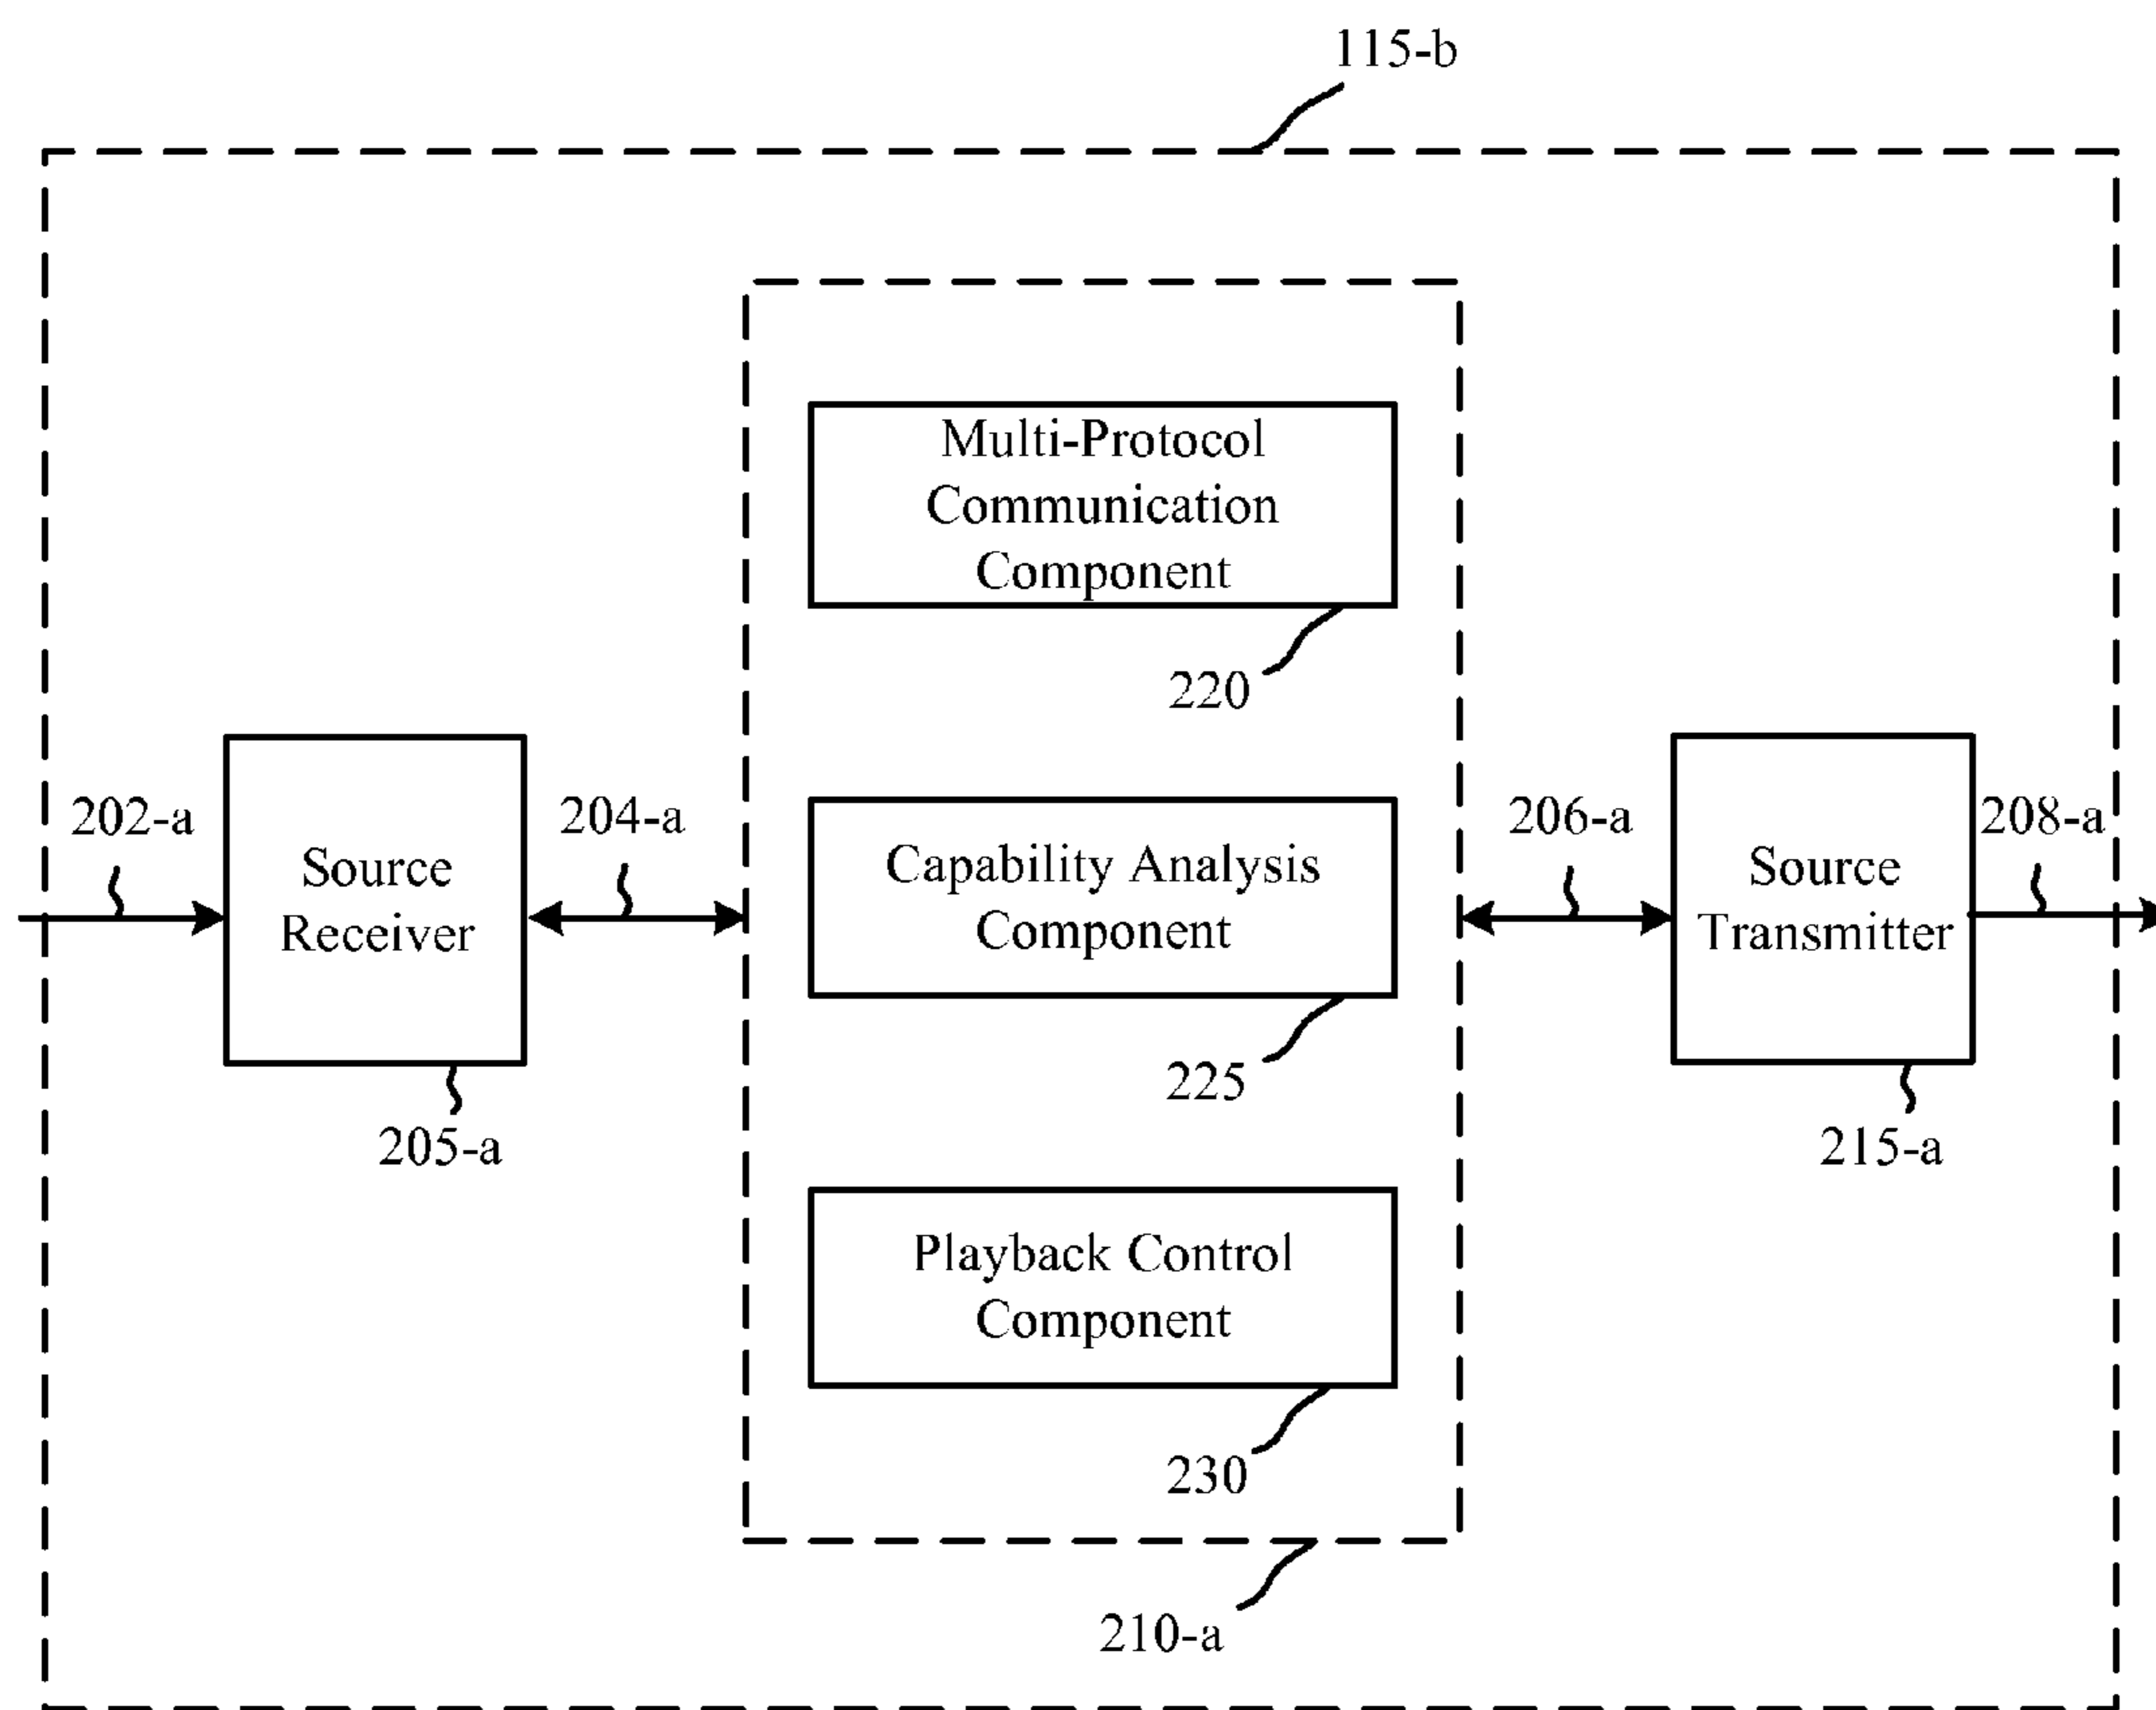 115-b
Multi-Protocol
Communication
Component
220
202-a
Source
Receiver
205-a
204-a
Capability Analysis
Component
225
206-a
Source
Transmitter
215-a
208-a
Playback Control
Component
230
210-a